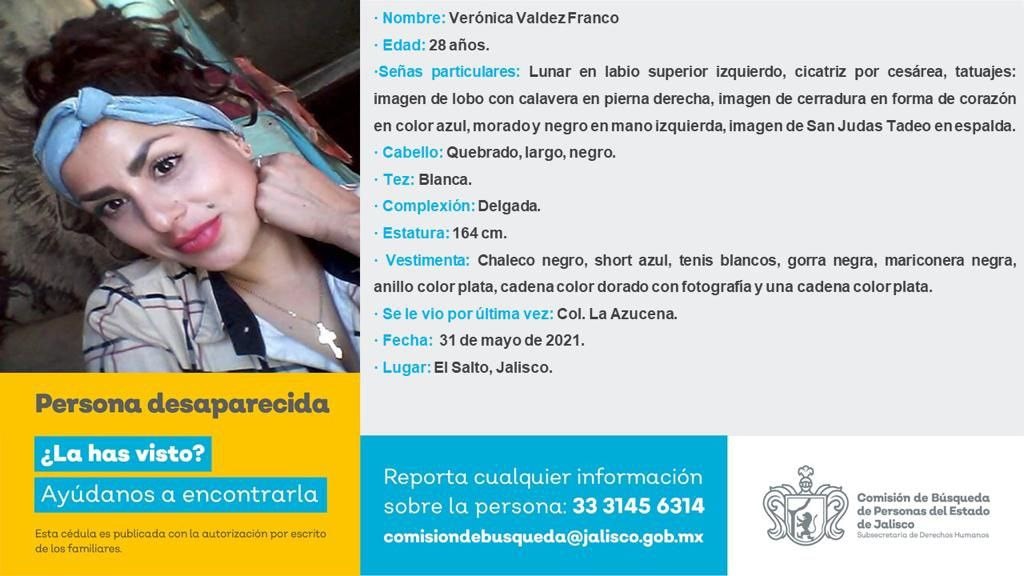 · Nombre: Verónica Valdez Franco
· Edad: 28 años.
·Señas particulares: Lunar en labio superior izquierdo, cicatriz por cesárea, tatuajes:
imagen de lobo con calavera en pierna derecha, imagen de cerradura en forma de corazón
en color azul, morado y negro en mano izquierda, imagen de San Judas Tadeo en espalda.
· Cabello: Quebrado, largo, negro.
· Tez: Blanca.
· Complexión: Delgada.
· Estatura: 164 cm.
· Vestimenta: Chaleco negro, short azul, tenis blancos, gorra negra, mariconera negra,
anillo color plata, cadena color dorado con fotografía y una cadena color plata.
· Se le vio por última vez: Col. La Azucena.
· Fecha: 31 de mayo de 2021.
· Lugar: El Salto, Jalisco.
Persona desaparecida
¿La has visto?
Ayúdanos a encontrarla
Esta cédula es publicada con la autorización por escrito
de los familiares.
Reporta cualquier información
sobre la persona: 33 3145 6314
comisiondebusqueda@jalisco.gob.mx
Comisión de Búsqueda
de Personas del Estado
de Jalisco
Subsecretaría de Derechos Humanos